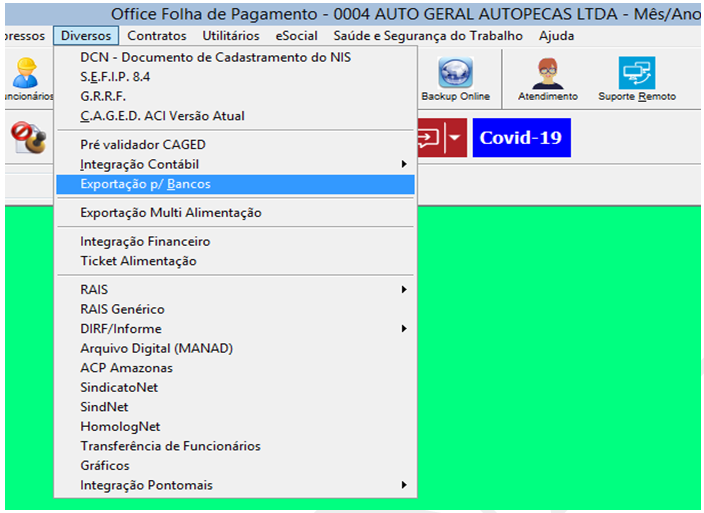 Office Folha de Pagamento - 0004 AUTO GERAL AUTOPECAS LTDA - Mês/Ano
pressos Diversos Contratos Utilitários eSocial Saúde e Segurança do Trabalho Ajuda
DCN - Documento de Cadastramento do NIS
S.E.F.I.P. 8.4
G.R.R.F.
C.A.G.E.D. ACI Versão Atual
uncionários Backup Online Atendimento Suporte Remoto
Covid-19
Pré validador CAGED
Integração Contábil
Exportação p/ Bancos
Exportação Multi Alimentação
Integração Financeiro
Ticket Alimentação
RAIS
RAIS Genérico
DIRF/Informe
Arquivo Digital (MANAD)
ACP Amazonas
SindicatoNet
SindNet
HomologNet
Transferência de Funcionários
Gráficos
Integração Pontomais